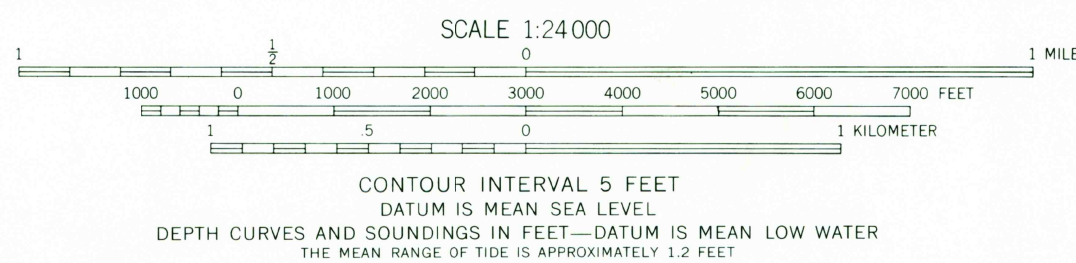 SCALE 1:24 000
1 ½ 0 1 MILE
1000 0 1000 2000 3000 4000 5000 6000 7000 FEET
1 .5 0 1 KILOMETER
CONTOUR INTERVAL 5 FEET
DATUM IS MEAN SEA LEVEL
DEPTH CURVES AND SOUNDINGS IN FEET—DATUM IS MEAN LOW WATER
THE MEAN RANGE OF TIDE IS APPROXIMATELY 1.2 FEET